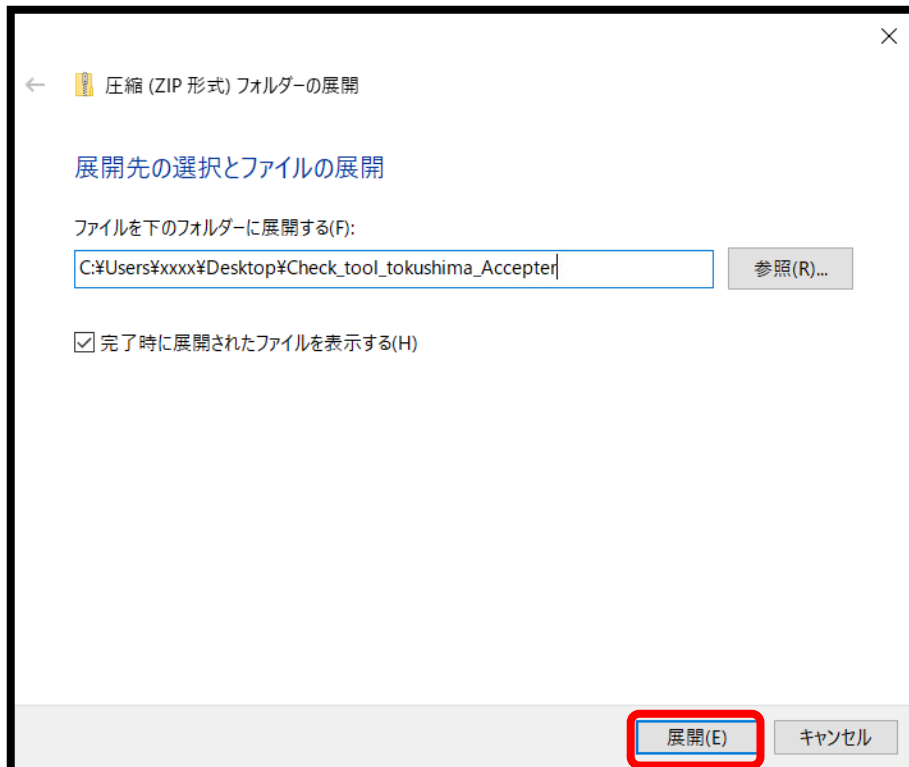 圧縮 (ZIP 形式) フォルダーの展開
展開先の選択とファイルの展開
ファイルを下のフォルダーに展開する(F):
C:¥Users¥xxxx¥Desktop¥Check_tool_tokushima_Accepter
参照(R)...
完了時に展開されたファイルを表示する(H)
展開(E)
キャンセル